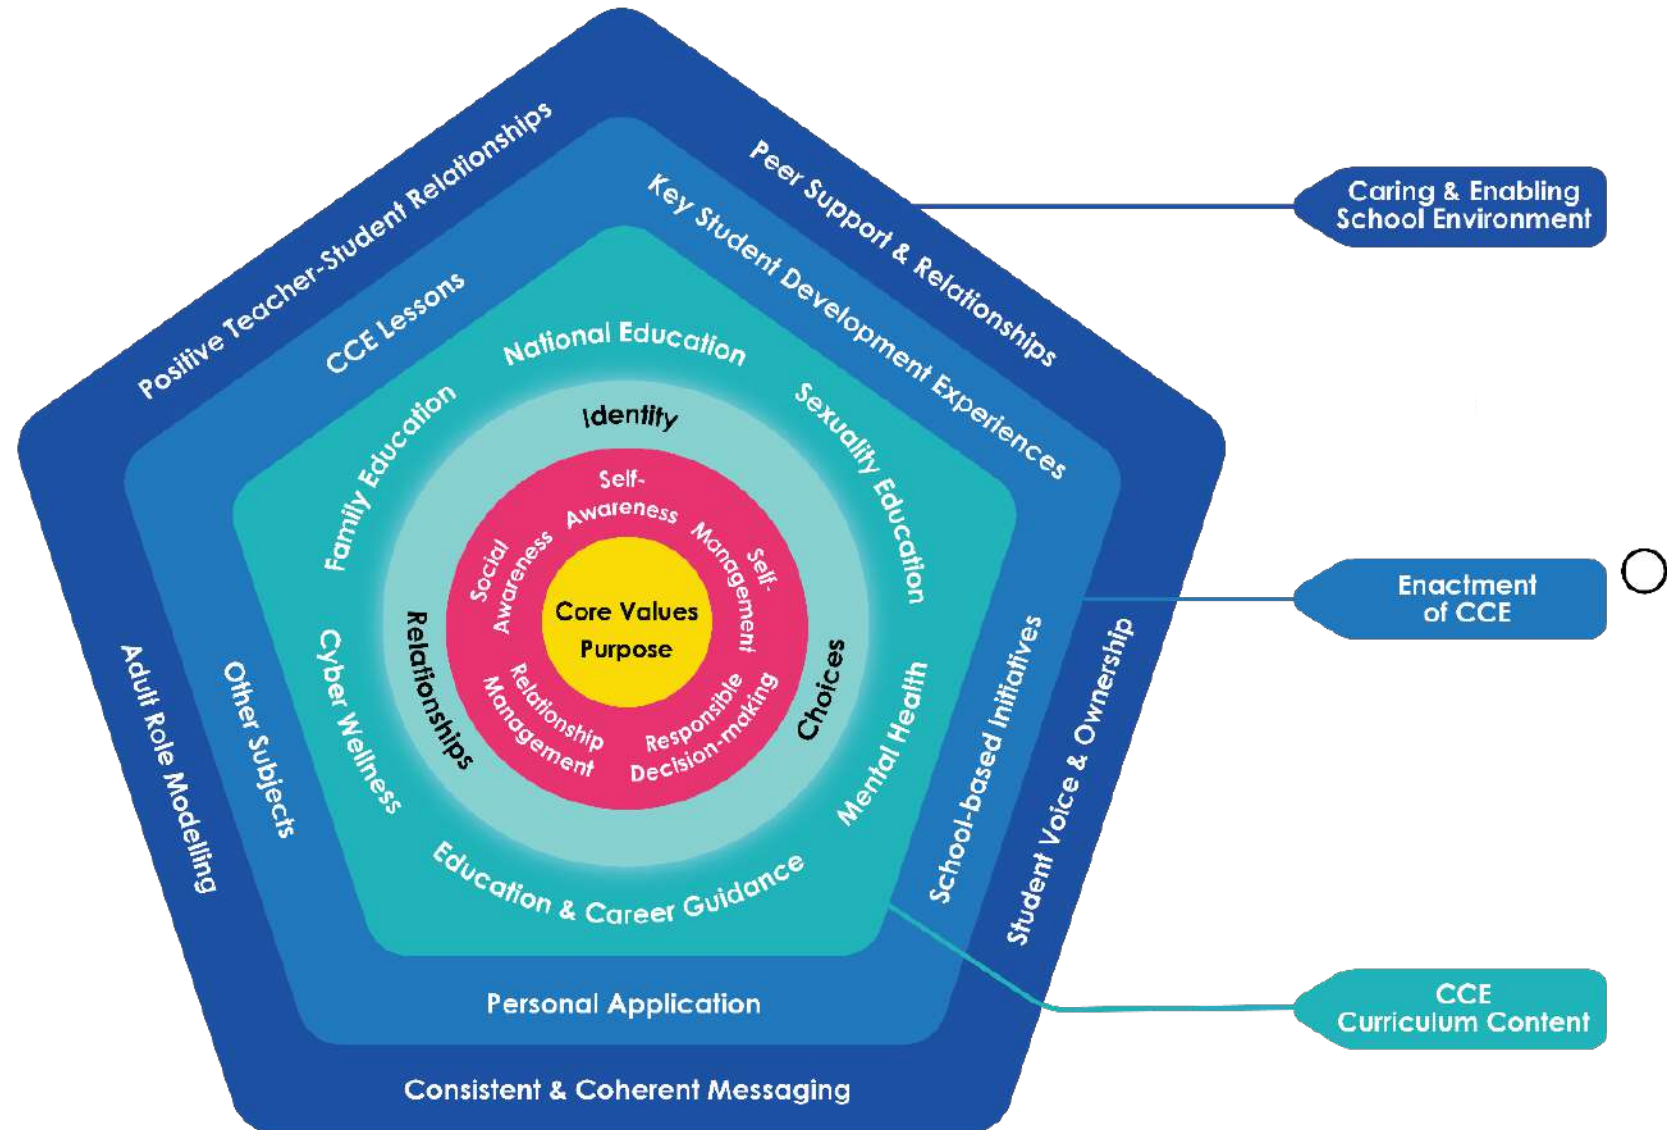 Positive Teacher-Student Relationships
Peer Support & Relationships
Student Voice & Ownership
Consistent & Coherent Messaging
Adult Role Modelling
CCE Lessons
Key Student Development Experiences
School-based Initiatives
Personal Application
Other Subjects
National Education
Sexuality Education
Mental Health
Education & Career Guidance
Cyber Wellness
Family Education
Identity
Choices
Relationships
Self-
Awareness
Self-
Management
Responsible
Decision-making
Relationship
Management
Social
Awareness
Core Values
Purpose
Caring & Enabling
School Environment
Enactment
of CCE
CCE
Curriculum Content